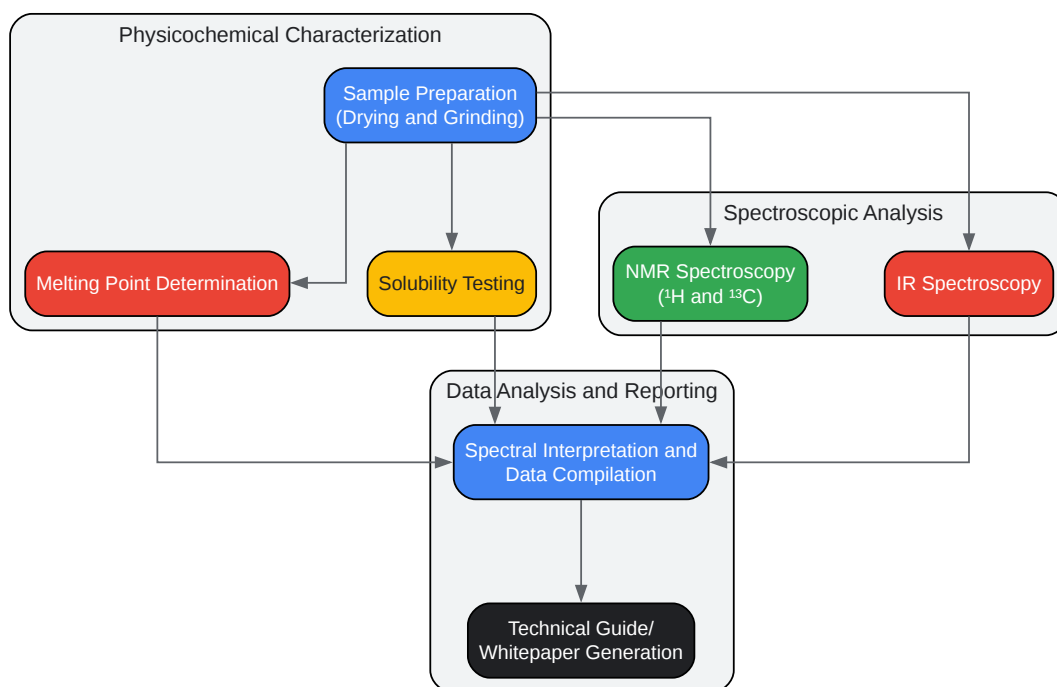 Physicochemical Characterization
Sample Preparation
(Drying and Grinding)
Spectroscopic Analysis
Melting Point Determination
Solubility Testing
NMR Spectroscopy
(¹H and ¹³C)
IR Spectroscopy
Data Analysis and Reporting
Spectral Interpretation and
Data Compilation
Technical Guide/
Whitepaper Generation